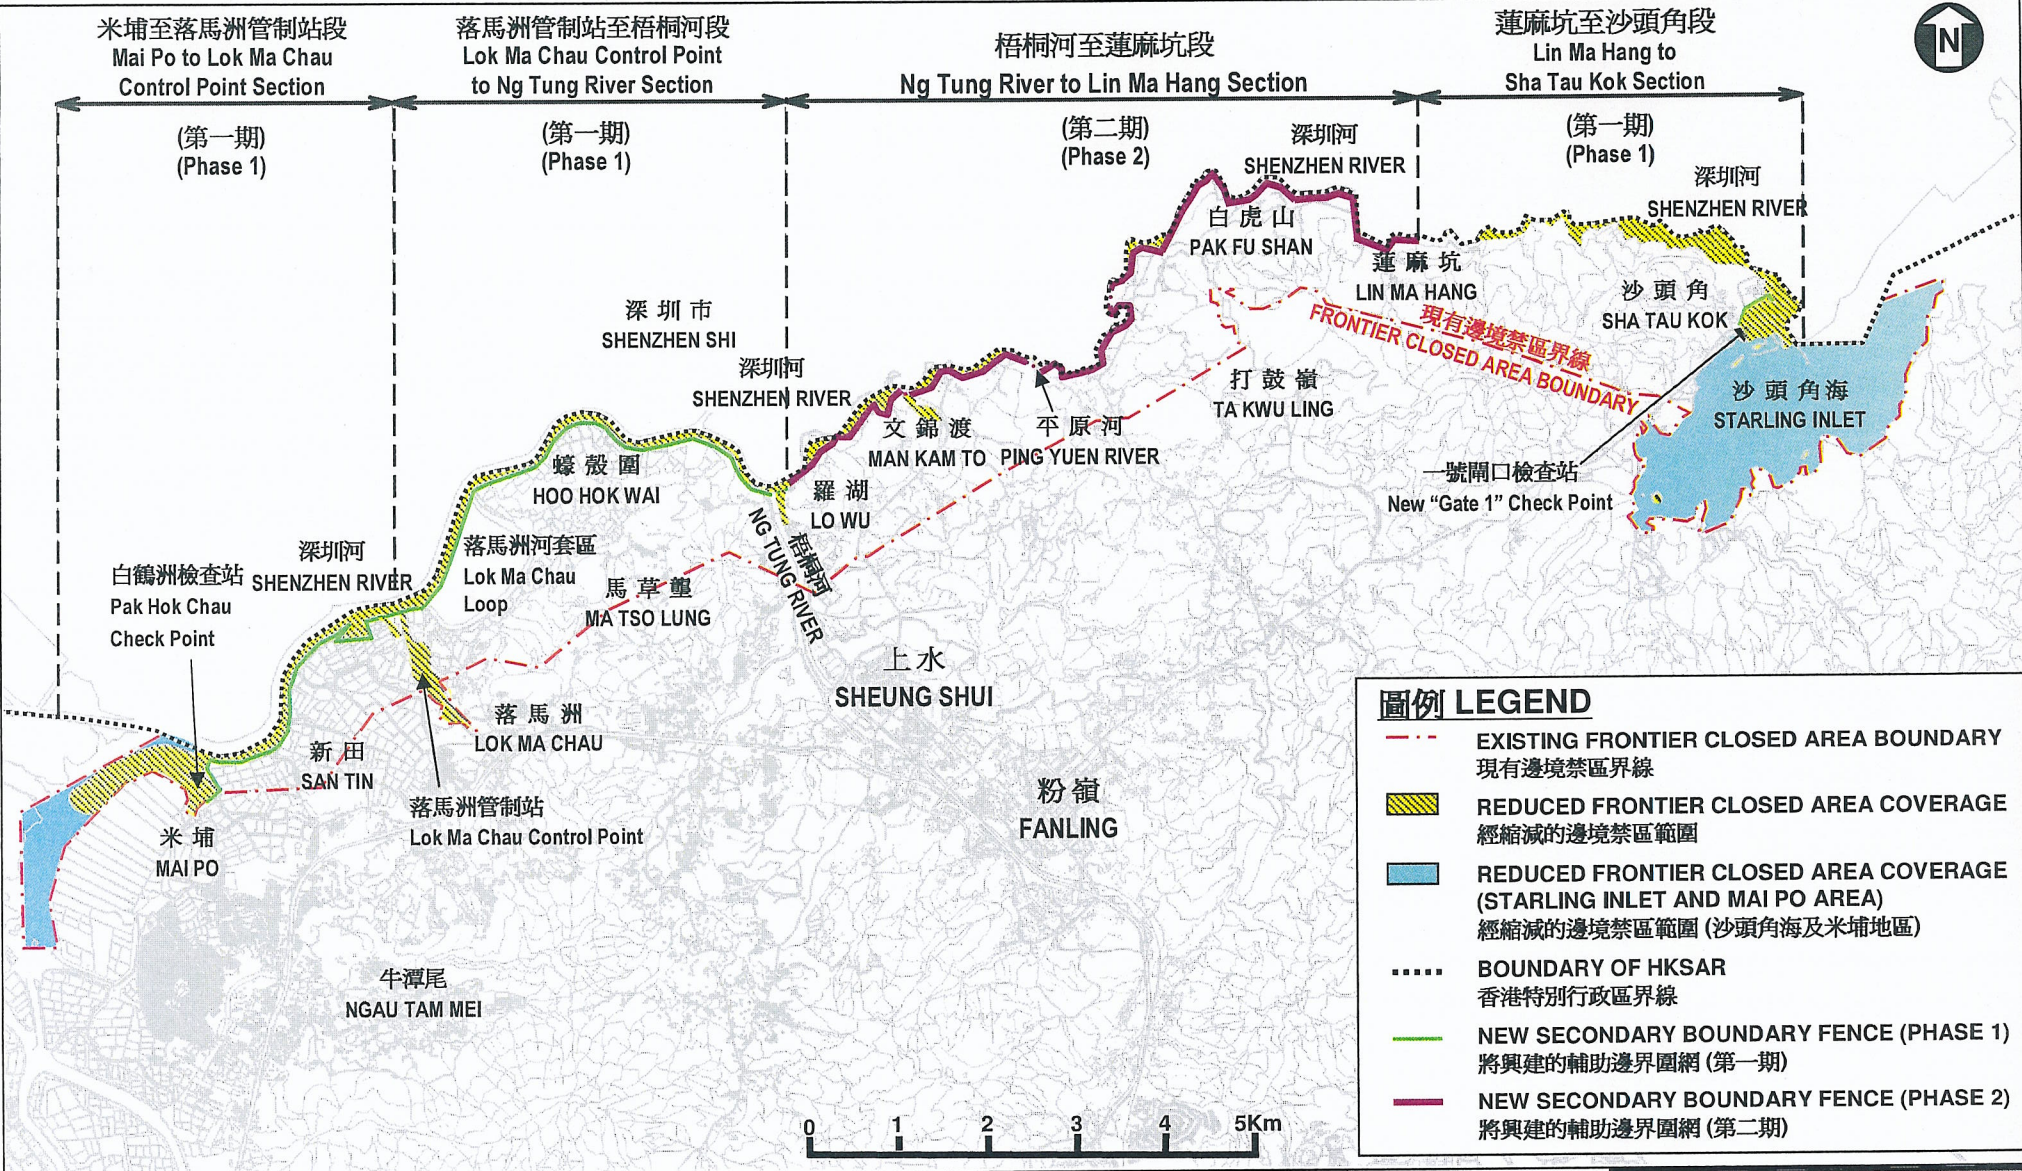 米埔至落馬洲管制站段
Mai Po to Lok Ma Chau
Control Point Section
(第一期)
(Phase 1)
落馬洲管制站至梧桐河段
Lok Ma Chau Control Point
to Ng Tung River Section
(第一期)
(Phase 1)
梧桐河至蓮麻坑段
Ng Tung River to Lin Ma Hang Section
(第二期)
(Phase 2)
蓮麻坑至沙頭角段
Lin Ma Hang to
Sha Tau Kok Section
(第一期)
(Phase 1)
N
深圳河
SHENZHEN RIVER
深圳河
SHENZHEN RIVER
白虎山
PAK FU SHAN
蓮麻坑
LIN MA HANG
沙頭角
SHA TAU KOK
現有邊境禁區界線
FRONTIER CLOSED AREA BOUNDARY
深圳市
SHENZHEN SHI
深圳河
SHENZHEN RIVER
打鼓嶺
TA KWU LING
沙頭角海
STARLING INLET
文錦渡
MAN KAM TO
平原河
PING YUEN RIVER
一號閘口檢查站
New “Gate 1” Check Point
蠔殼圍
HOO HOK WAI
羅湖
LO WU
梧桐河
NG TUNG RIVER
深圳河
SHENZHEN RIVER
落馬洲河套區
Lok Ma Chau
Loop
白鶴洲檢查站
Pak Hok Chau
Check Point
馬草壟
MA TSO LUNG
上水
SHEUNG SHUI
落馬洲
LOK MA CHAU
新田
SAN TIN
落馬洲管制站
Lok Ma Chau Control Point
米埔
MAI PO
粉嶺
FANLING
牛潭尾
NGAU TAM MEI
0 1 2 3 4 5Km
圖例 LEGEND
EXISTING FRONTIER CLOSED AREA BOUNDARY
現有邊境禁區界線
REDUCED FRONTIER CLOSED AREA COVERAGE
經縮減的邊境禁區範圍
REDUCED FRONTIER CLOSED AREA COVERAGE
(STARLING INLET AND MAI PO AREA)
經縮減的邊境禁區範圍 (沙頭角海及米埔地區)
BOUNDARY OF HKSAR
香港特別行政區界線
NEW SECONDARY BOUNDARY FENCE (PHASE 1)
將興建的輔助邊界圍網 (第一期)
NEW SECONDARY BOUNDARY FENCE (PHASE 2)
將興建的輔助邊界圍網 (第二期)